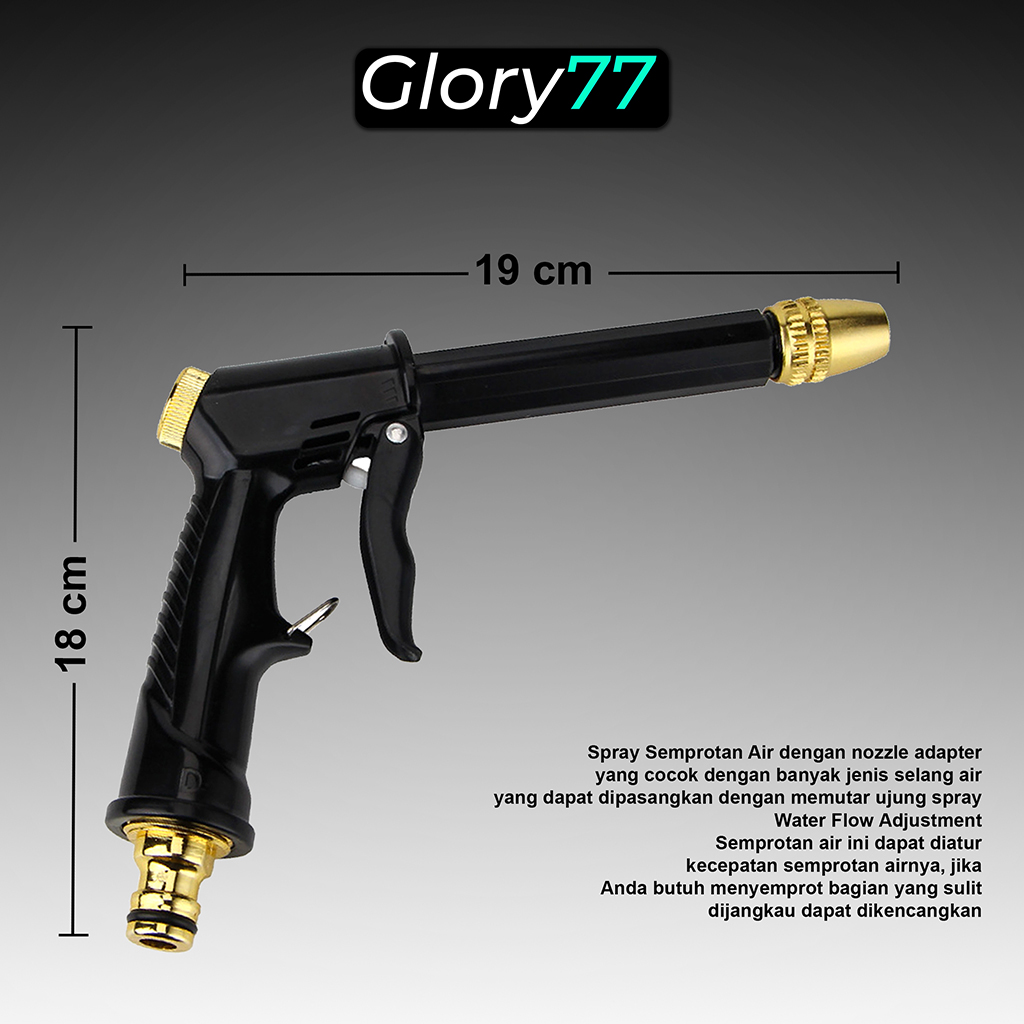 Glory77
19 cm
18 cm
Spray Semprotan Air dengan nozzle adapter
yang cocok dengan banyak jenis selang air
yang dapat dipasangkan dengan memutar ujung spray
Water Flow Adjustment
Semprotan air ini dapat diatur
kecepatan semprotan airnya, jika
Anda butuh menyemprot bagian yang sulit
dijangkau dapat dikencangkan